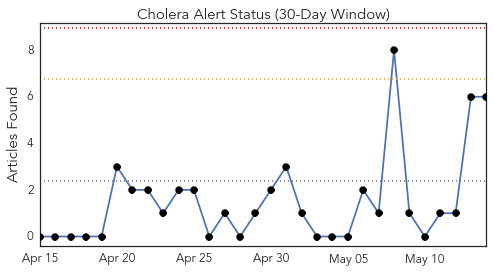 Cholera Alert Status (30-Day Window)
Articles Found
8
6
4
2
0
Apr 15
Apr 20
Apr 25
Apr 30
May 05
May 10